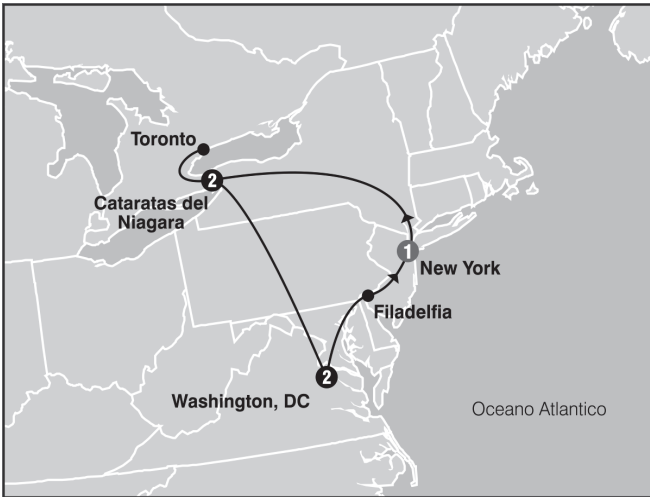 Toronto
2
Cataratas del
Niagara
1
New York
Filadelfia
2
Washington, DC
Oceano Atlantico